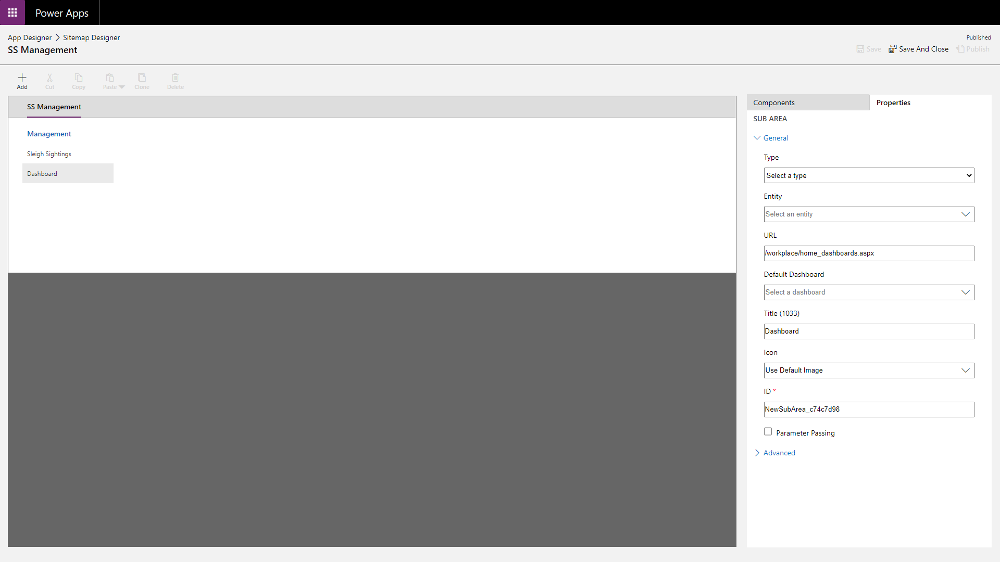 Power Apps
App Designer Sitemap Designer
Published
SS Management
Save Save And Close Publish
Add Cut Copy Paste Clone Delete
SS Management
Management
Sleigh Sightings
Dashboard
Components Properties
SUB AREA
General
Type
Select a type
Entity
Select an entity
URL
/workplace/home_dashboards.aspx
Default Dashboard
Select a dashboard
Title (1033)
Dashboard
Icon
Use Default Image
ID *
NewSubArea_c74c7d98
Parameter Passing
Advanced